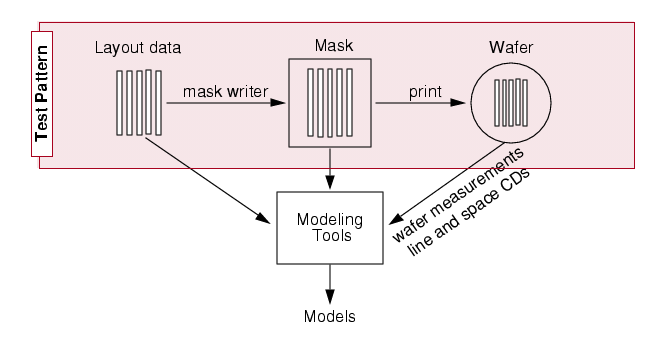 Test Pattern
Layout data
Mask
Wafer
mask writer
print
wafer measurements
line and space CDs
Modeling
Tools
Models